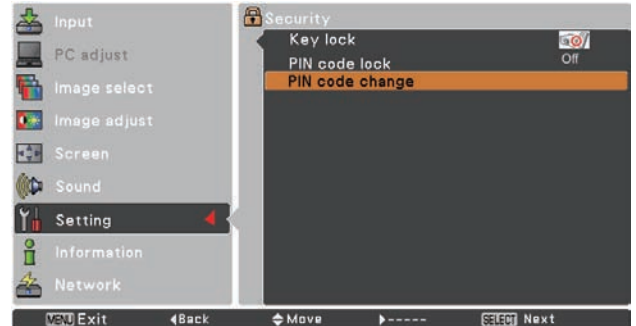 Input
PC adjust
Image select
Image adjust
Screen
Sound
Setting
Information
Network
Security
Key lock
PIN code lock Off
PIN code change
MENU Exit ◀Back Move ▶----- SELECT Next